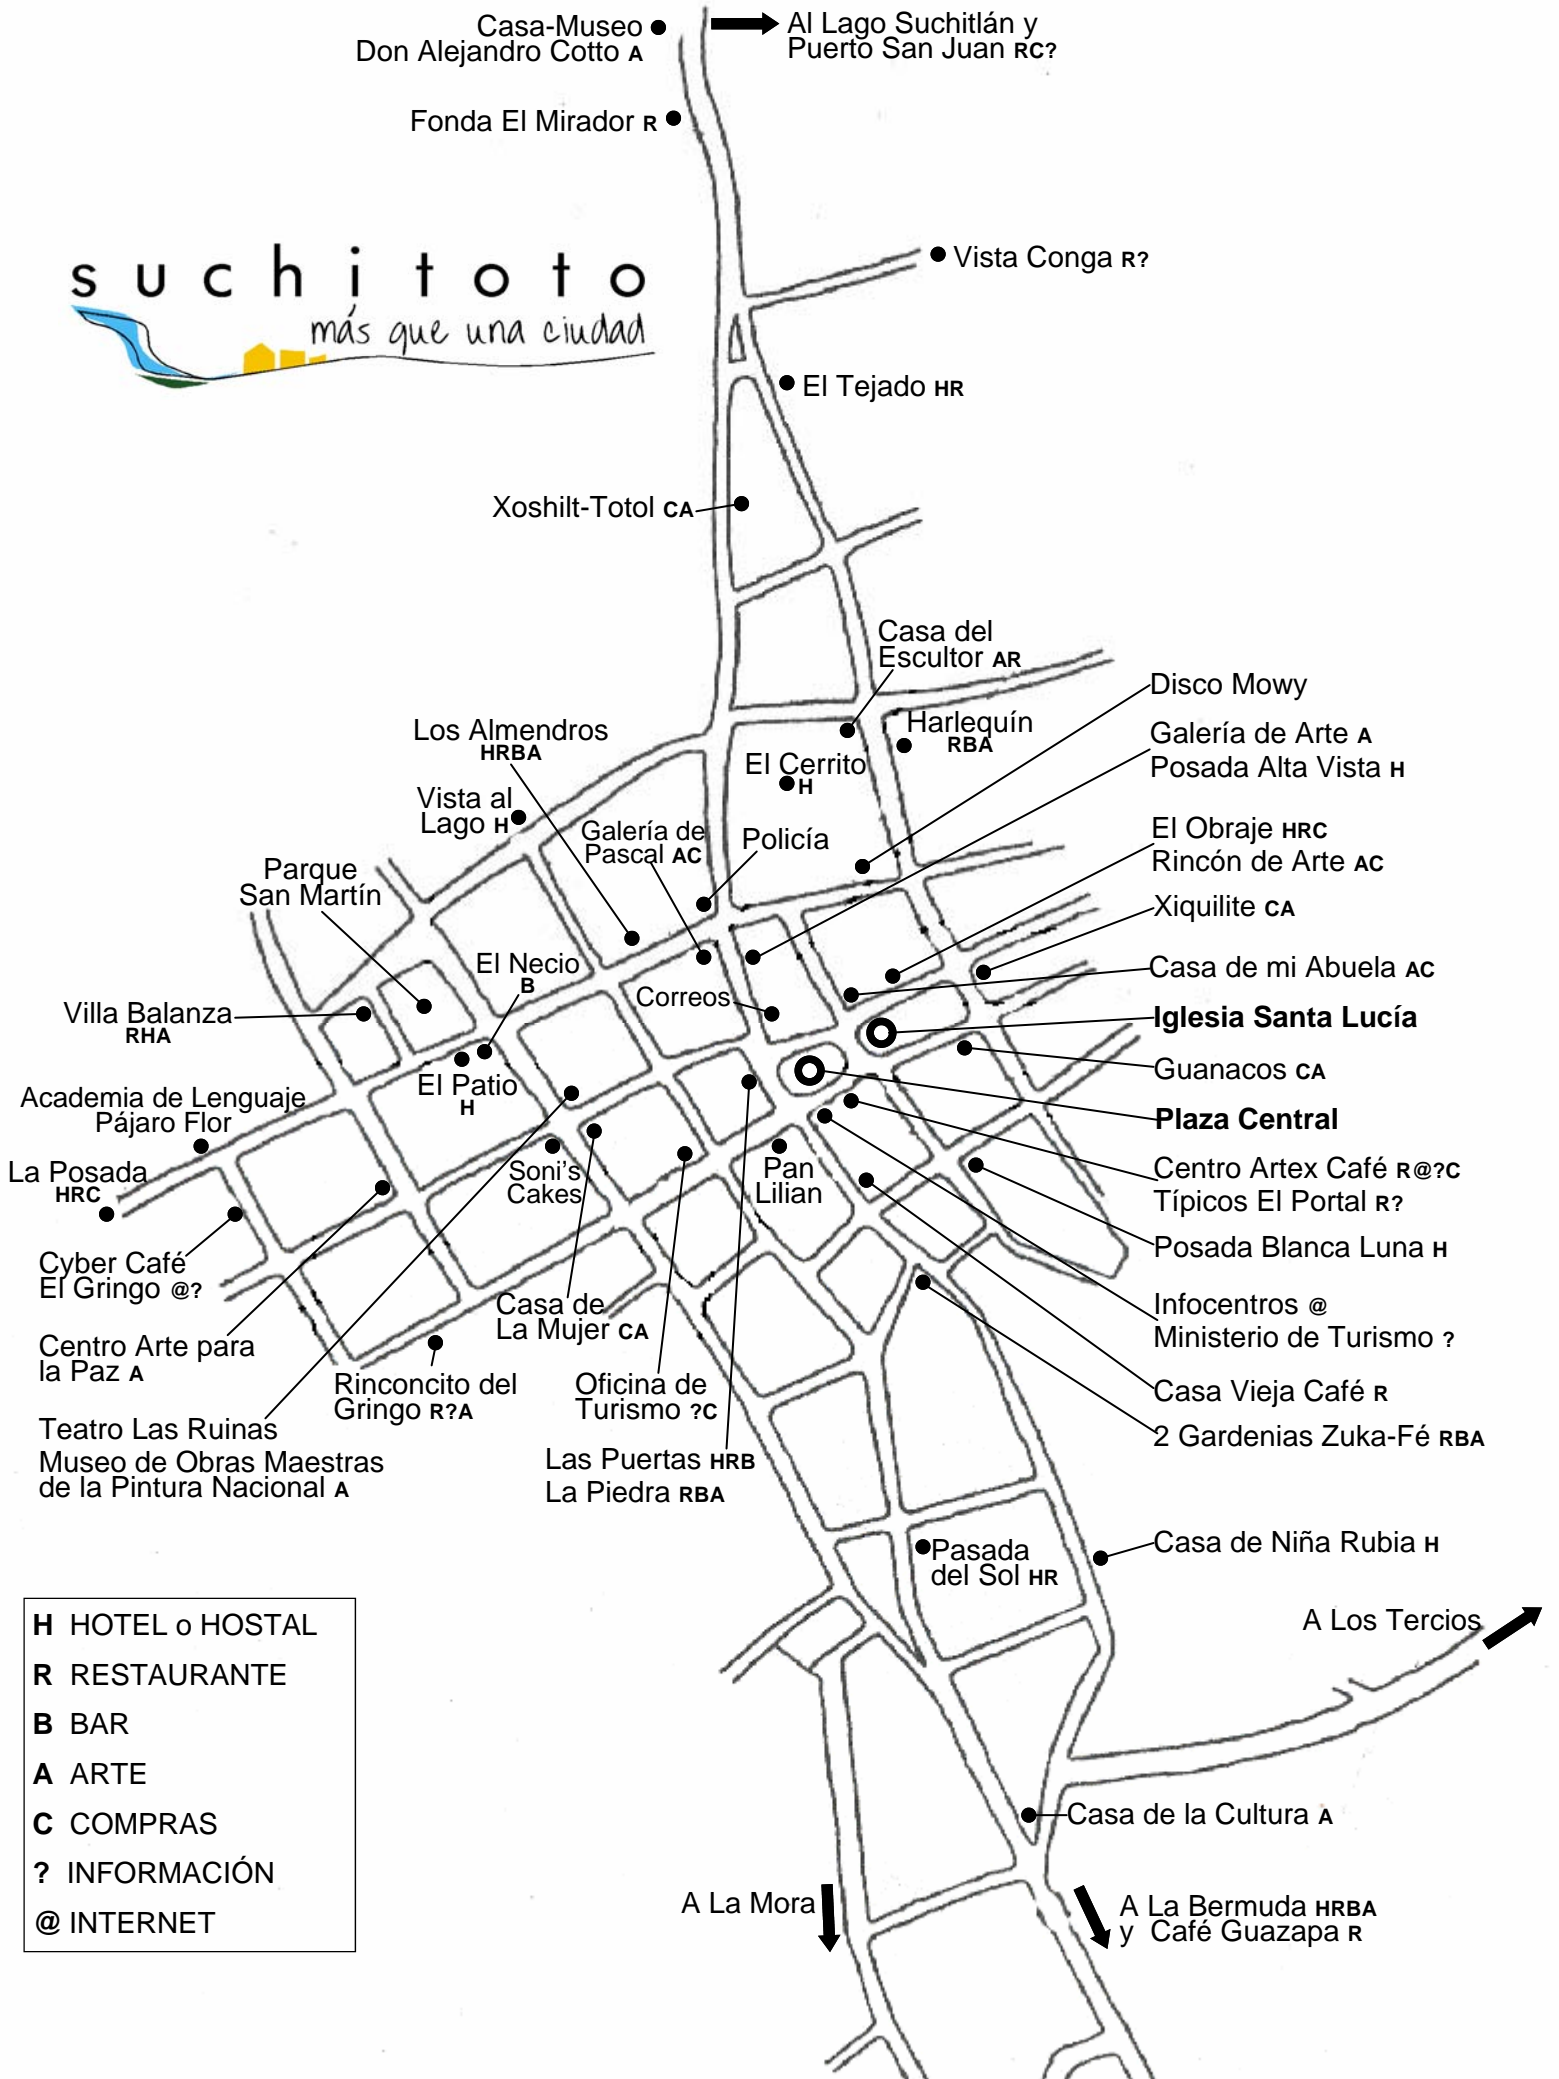 Casa-Museo
Don Alejandro Cotto A
Al Lago Suchitlán y
Puerto San Juan RC?
Fonda El Mirador R
suchitoto
más que una ciudad
Vista Conga R?
El Tejado HR
Xoshilt-Totol CA
Casa del
Escultor AR
Disco Mowy
Los Almendros
HRBA
Harlequín
RBA
Galería de Arte A
Posada Alta Vista H
El Cerrito
H
Vista al
Lago H
Galería de
Pascal AC
Policía
El Obraje HRC
Rincón de Arte AC
Parque
San Martín
Xiquilite CA
El Necio
B
Casa de mi Abuela AC
Correos
Villa Balanza
RHA
Iglesia Santa Lucía
Guanacos CA
El Patio
H
Academia de Lenguaje
Pájaro Flor
Plaza Central
La Posada
HRC
Soni's
Cakes
Pan
Lilian
Centro Artex Café R@?C
Típicos El Portal R?
Posada Blanca Luna H
Cyber Café
El Gringo @?
Casa de
La Mujer CA
Infocentros @
Ministerio de Turismo ?
Centro Arte para
la Paz A
Rinconcito del
Gringo R?A
Oficina de
Turismo ?C
Casa Vieja Café R
Teatro Las Ruinas
Museo de Obras Maestras
de la Pintura Nacional A
2 Gardenias Zuka-Fé RBA
Las Puertas HRB
La Piedra RBA
Pasada
del Sol HR
Casa de Niña Rubia H
H HOTEL o HOSTAL
R RESTAURANTE
B BAR
A ARTE
C COMPRAS
? INFORMACIÓN
@ INTERNET
A Los Tercios
Casa de la Cultura A
A La Mora
A La Bermuda HRBA
y Café Guazapa R